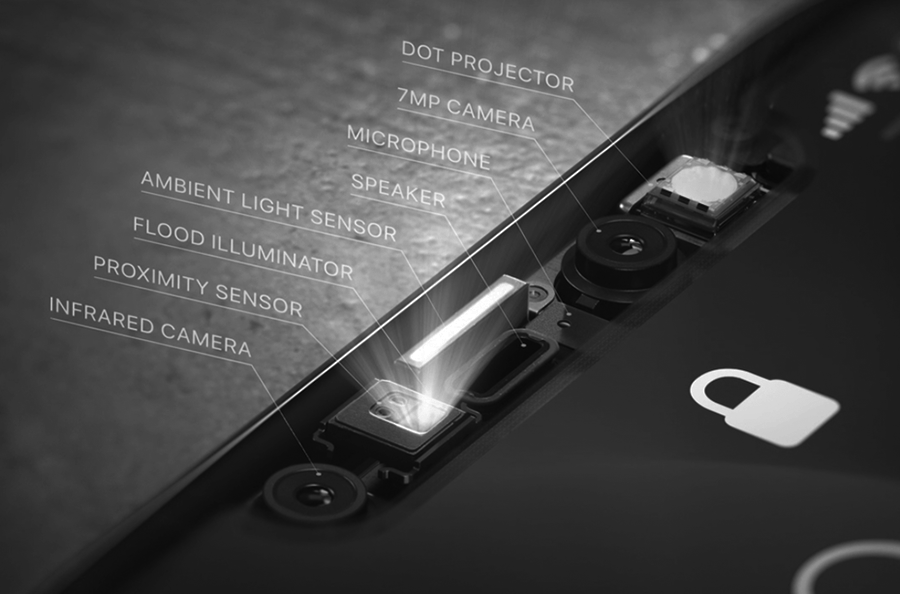 DOT PROJECTOR
7MP CAMERA
MICROPHONE
SPEAKER
AMBIENT LIGHT SENSOR
FLOOD ILLUMINATOR
PROXIMITY SENSOR
INFRARED CAMERA